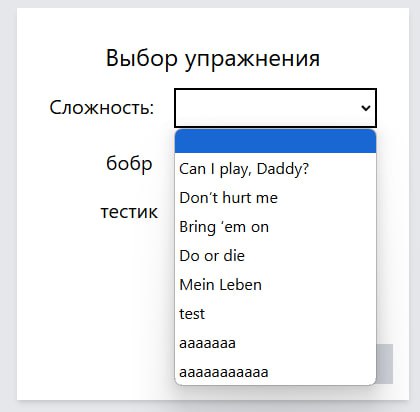 Выбор упражнения
Сложность:
бобр
тестик
Can I play, Daddy?
Don’t hurt me
Bring ‘em on
Do or die
Mein Leben
test
aaaaaaa
aaaaaaaaaaa